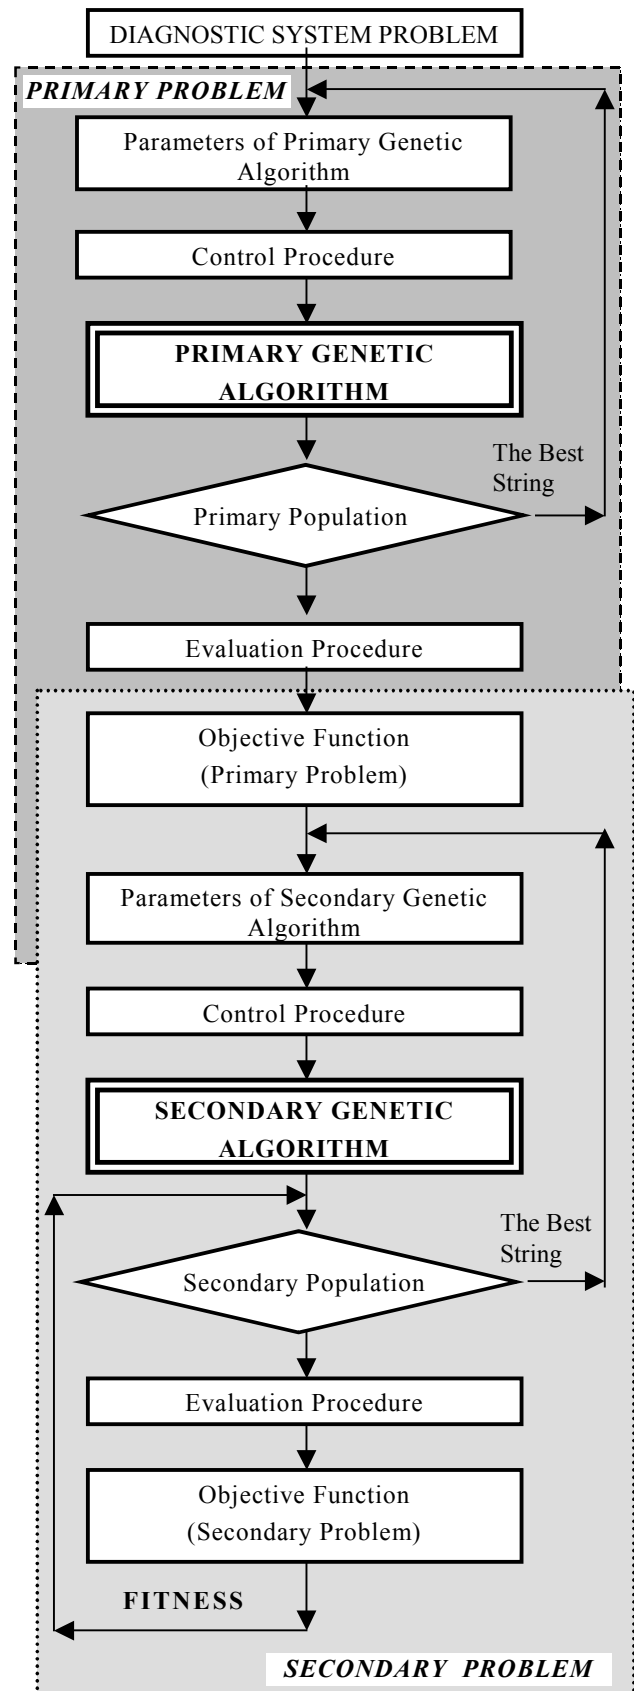 DIAGNOSTIC SYSTEM PROBLEM
PRIMARY PROBLEM
Parameters of Primary Genetic
Algorithm
Control Procedure
PRIMARY GENETIC
ALGORITHM
The Best
String
Primary Population
Evaluation Procedure
Objective Function
(Primary Problem)
Parameters of Secondary Genetic
Algorithm
Control Procedure
SECONDARY GENETIC
ALGORITHM
The Best
String
Secondary Population
Evaluation Procedure
Objective Function
(Secondary Problem)
FITNESS
SECONDARY PROBLEM